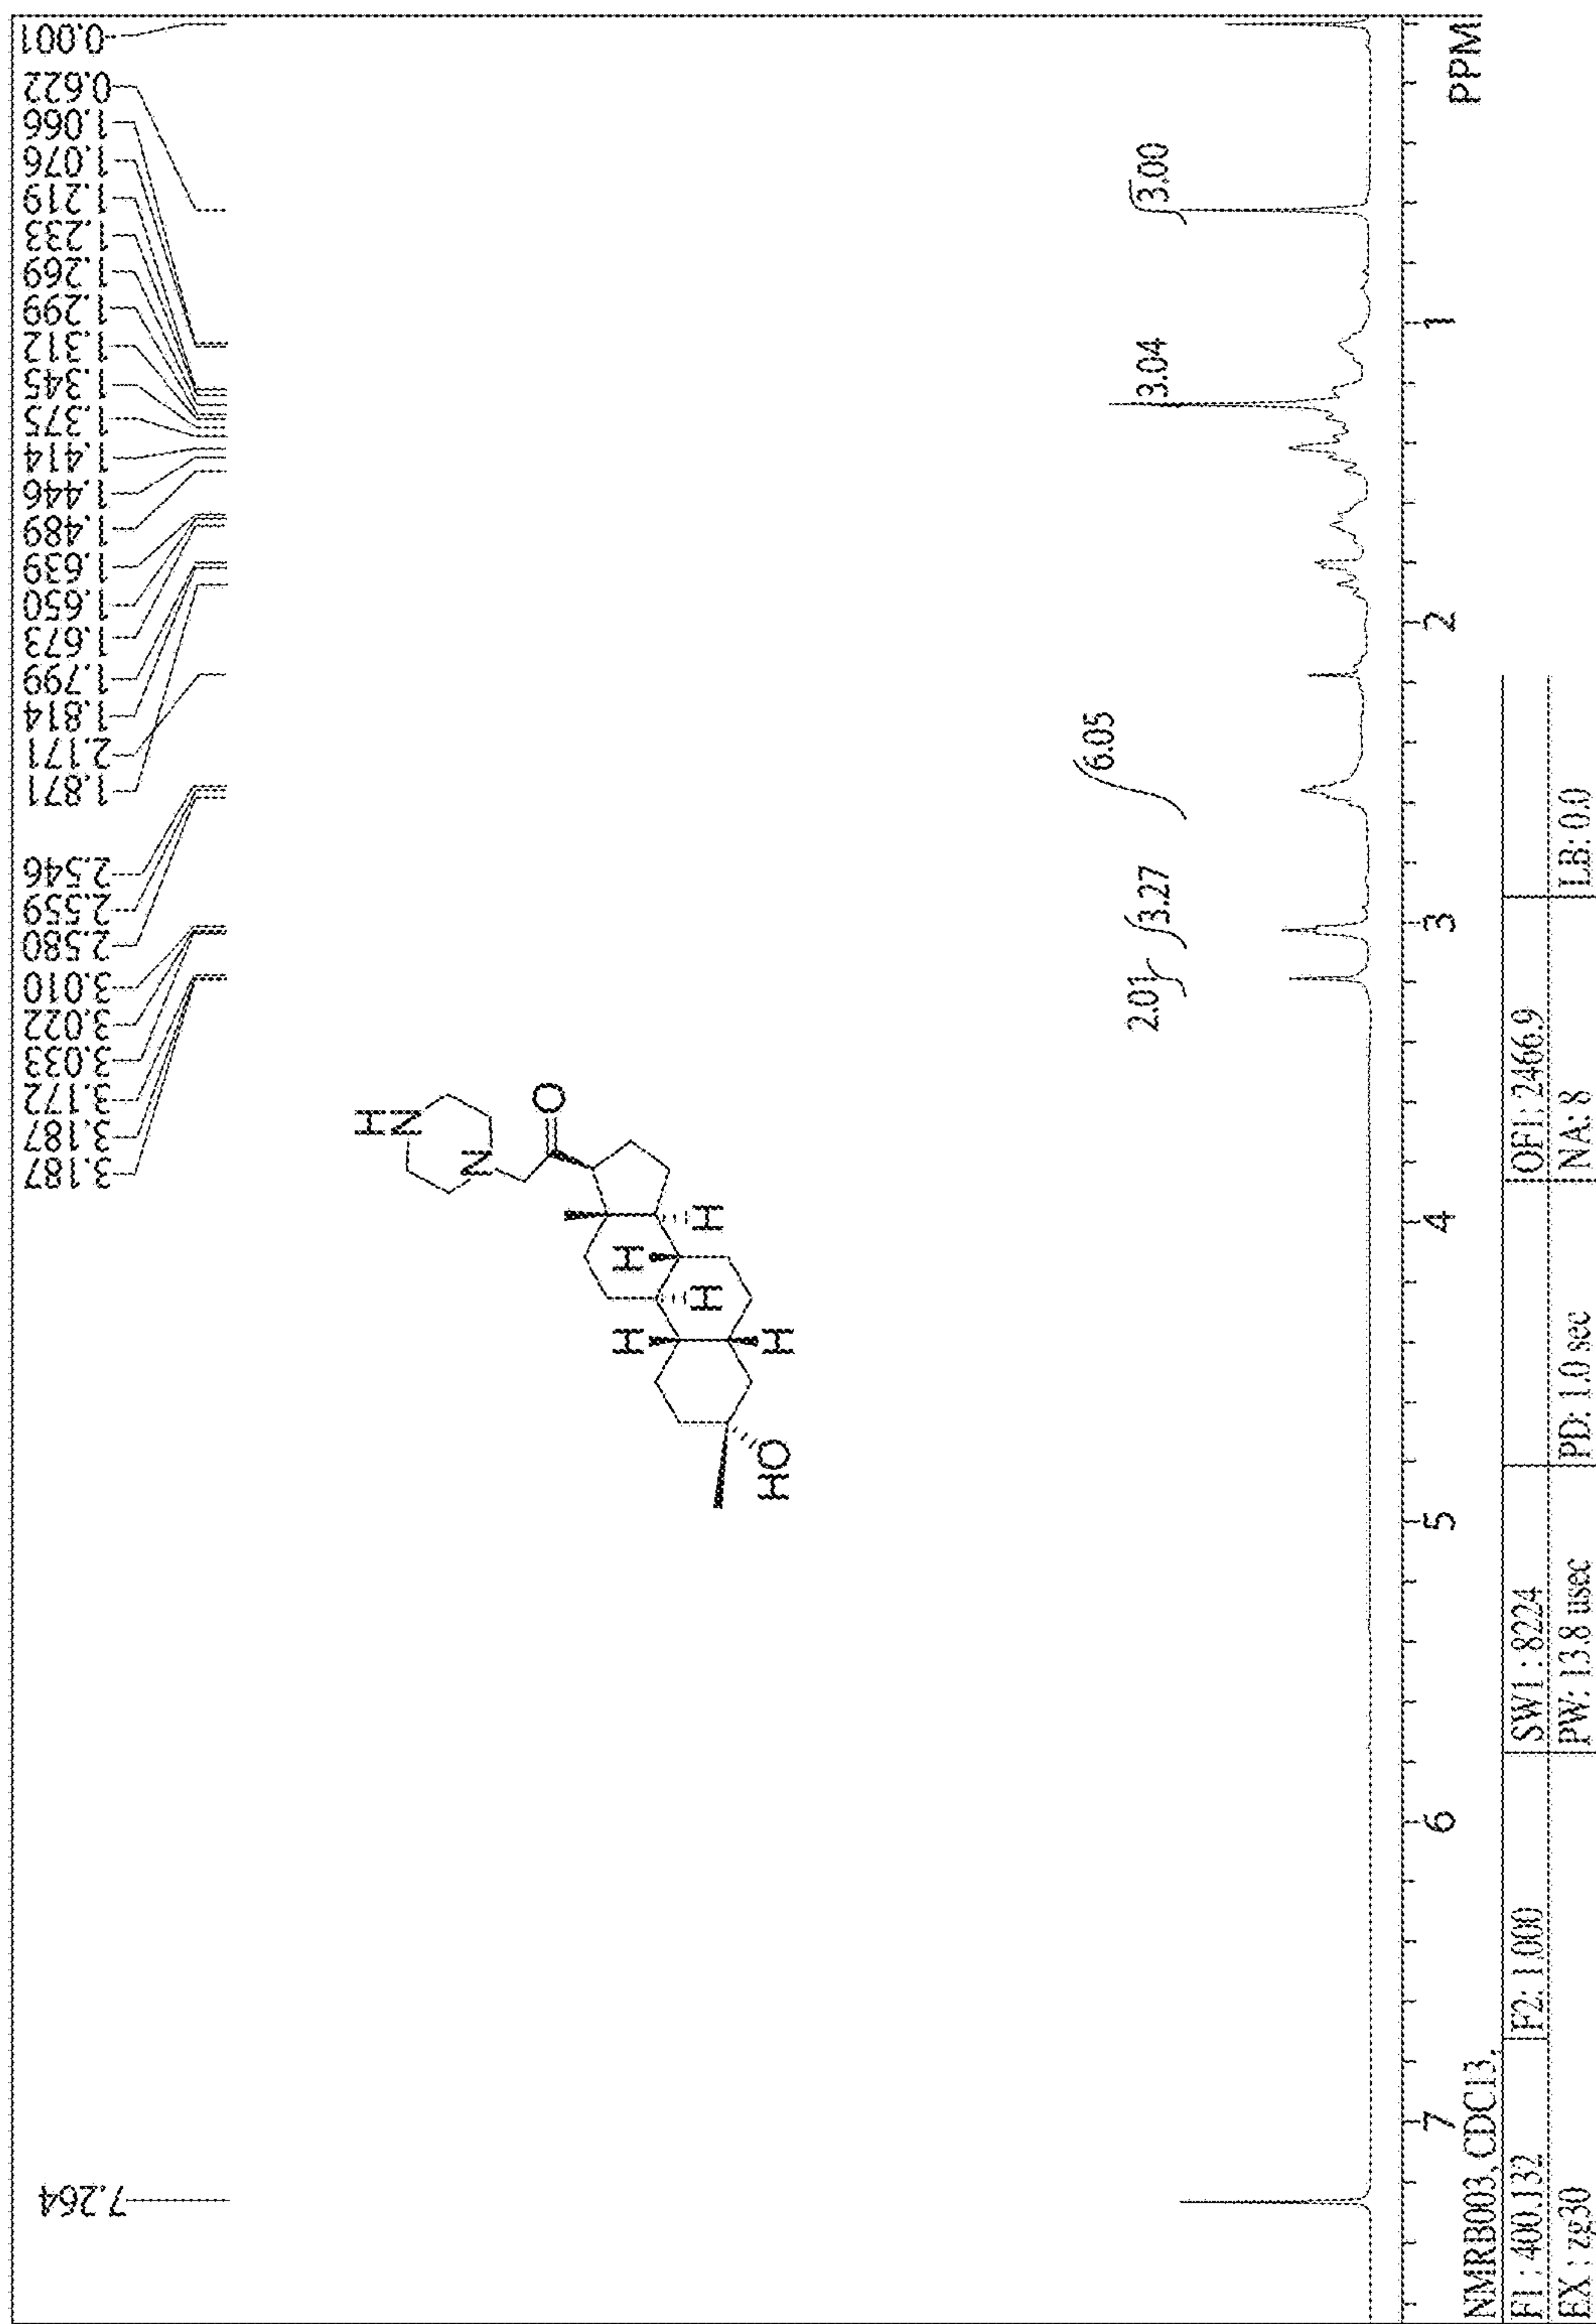 7.264
3.187
3.187
3.172
3.033
3.022
3.010
2.580
2.559
2.546
1.871
2.171
1.814
1.799
1.673
1.650
1.639
1.489
1.446
1.414
1.375
1.345
1.312
1.299
1.269
1.233
1.219
1.076
1.066
0.622
0.001
H
N
N
O
H
H
H
H
H
HO
2.01
3.27
6.05
3.04
3.00
7 6 5 4 3 2 1
PPM
NMRB003, CDCl3,
F1: 400.132 F2: 1.000 SW1: 8224 OF1: 2466.9
EX: zg30 PW: 13.8 usec PD: 1.0 sec NA: 8 LB: 0.0